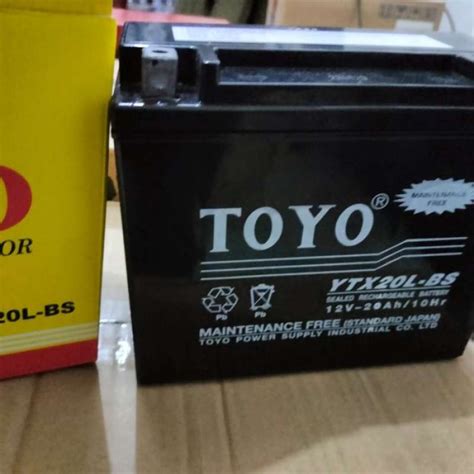 OR
20L-BS
MAINTENANCE
FREE
TOYO®
YTX20L-BS
SEALED RECHARGEABLE BATTERY
12V-20Ah/10Hr
Pb
Pb
MAINTENANCE FREE (STANDARD JAPAN)
TOYO POWER SUPPLY INDUSTRIAL CO. LTD